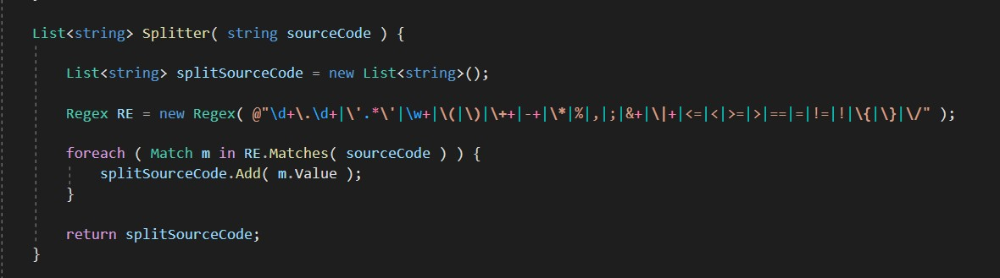 List<string> Splitter( string sourceCode ) {
List<string> splitSourceCode = new List<string>();
Regex RE = new Regex( @"\d+\.\d+|\'.*\'|\w+|\(|\)|\++|-+|\*|%|,|;|&+|\|+|<=|<|>=|>|==|=|!=|!|\{|\}|\/" );
foreach ( Match m in RE.Matches( sourceCode ) ) {
splitSourceCode.Add( m.Value );
}
return splitSourceCode;
}